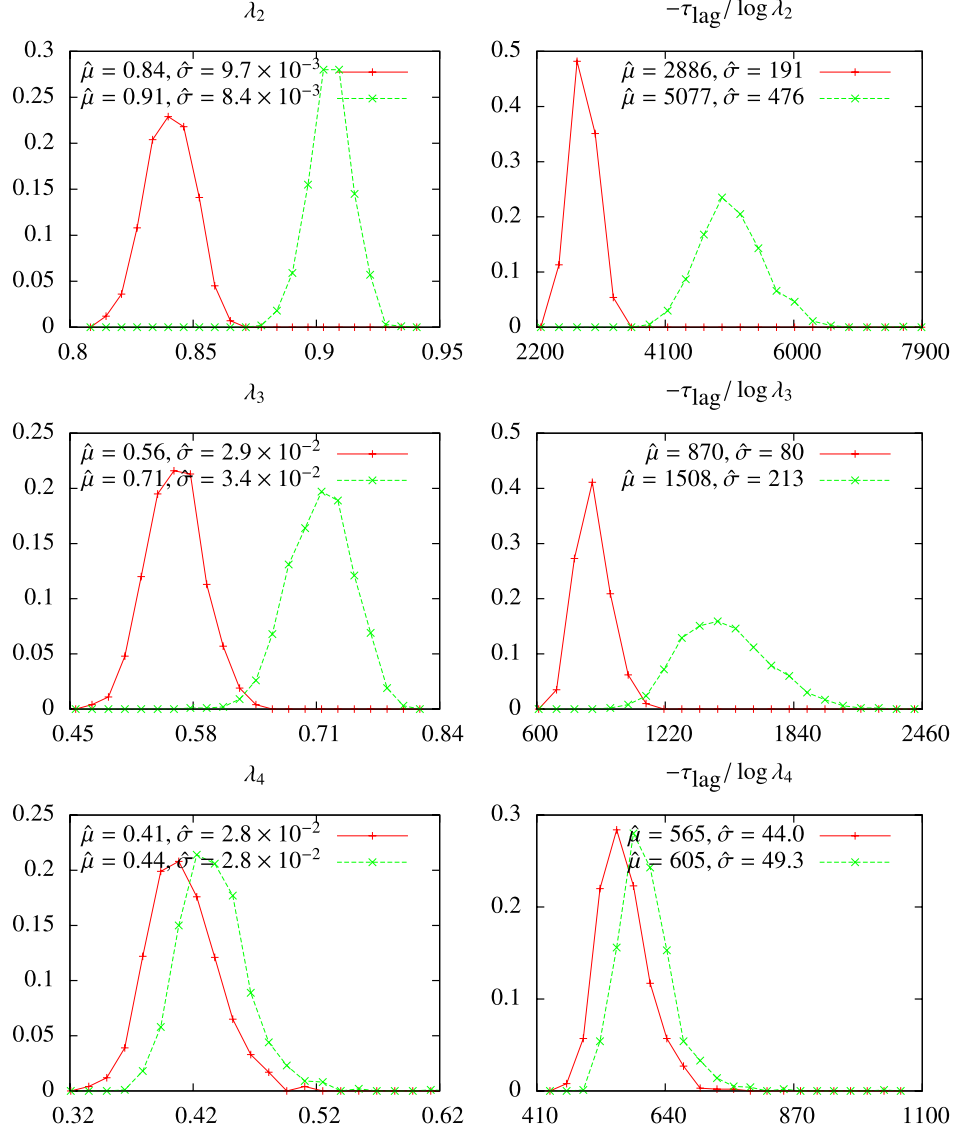 λ₂
0.3
0.25
0.2
0.15
0.1
0.05
0
μ̂ = 0.84, σ̂ = 9.7 × 10⁻³
μ̂ = 0.91, σ̂ = 8.4 × 10⁻³
0.8 0.85 0.9 0.95
−τ_lag / log λ₂
0.5
0.4
0.3
0.2
0.1
0
μ̂ = 2886, σ̂ = 191
μ̂ = 5077, σ̂ = 476
2200 4100 6000 7900
λ₃
0.25
0.2
0.15
0.1
0.05
0
μ̂ = 0.56, σ̂ = 2.9 × 10⁻²
μ̂ = 0.71, σ̂ = 3.4 × 10⁻²
0.45 0.58 0.71 0.84
−τ_lag / log λ₃
0.5
0.4
0.3
0.2
0.1
0
μ̂ = 870, σ̂ = 80
μ̂ = 1508, σ̂ = 213
600 1220 1840 2460
λ₄
0.25
0.2
0.15
0.1
0.05
0
μ̂ = 0.41, σ̂ = 2.8 × 10⁻²
μ̂ = 0.44, σ̂ = 2.8 × 10⁻²
0.32 0.42 0.52 0.62
−τ_lag / log λ₄
0.3
0.2
0.1
0
μ̂ = 565, σ̂ = 44.0
μ̂ = 605, σ̂ = 49.3
410 640 870 1100